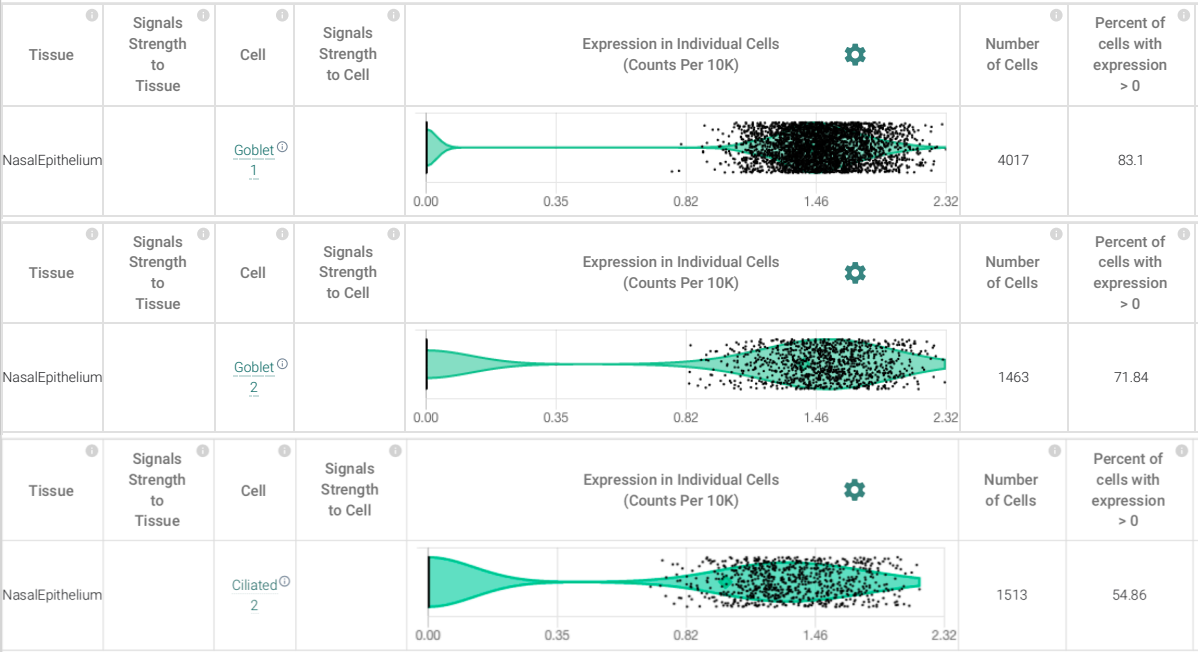 Tissue
Signals
Strength
to
Tissue
Cell
Signals
Strength
to Cell
Expression in Individual Cells
(Counts Per 10K)
Number
of Cells
Percent of
cells with
expression
> 0
NasalEpithelium
Goblet
1
0.00 0.35 0.82 1.46 2.32
4017
83.1
Tissue
Signals
Strength
to
Tissue
Cell
Signals
Strength
to Cell
Expression in Individual Cells
(Counts Per 10K)
Number
of Cells
Percent of
cells with
expression
> 0
NasalEpithelium
Goblet
2
0.00 0.35 0.82 1.46 2.32
1463
71.84
Tissue
Signals
Strength
to
Tissue
Cell
Signals
Strength
to Cell
Expression in Individual Cells
(Counts Per 10K)
Number
of Cells
Percent of
cells with
expression
> 0
NasalEpithelium
Ciliated
2
0.00 0.35 0.82 1.46 2.32
1513
54.86